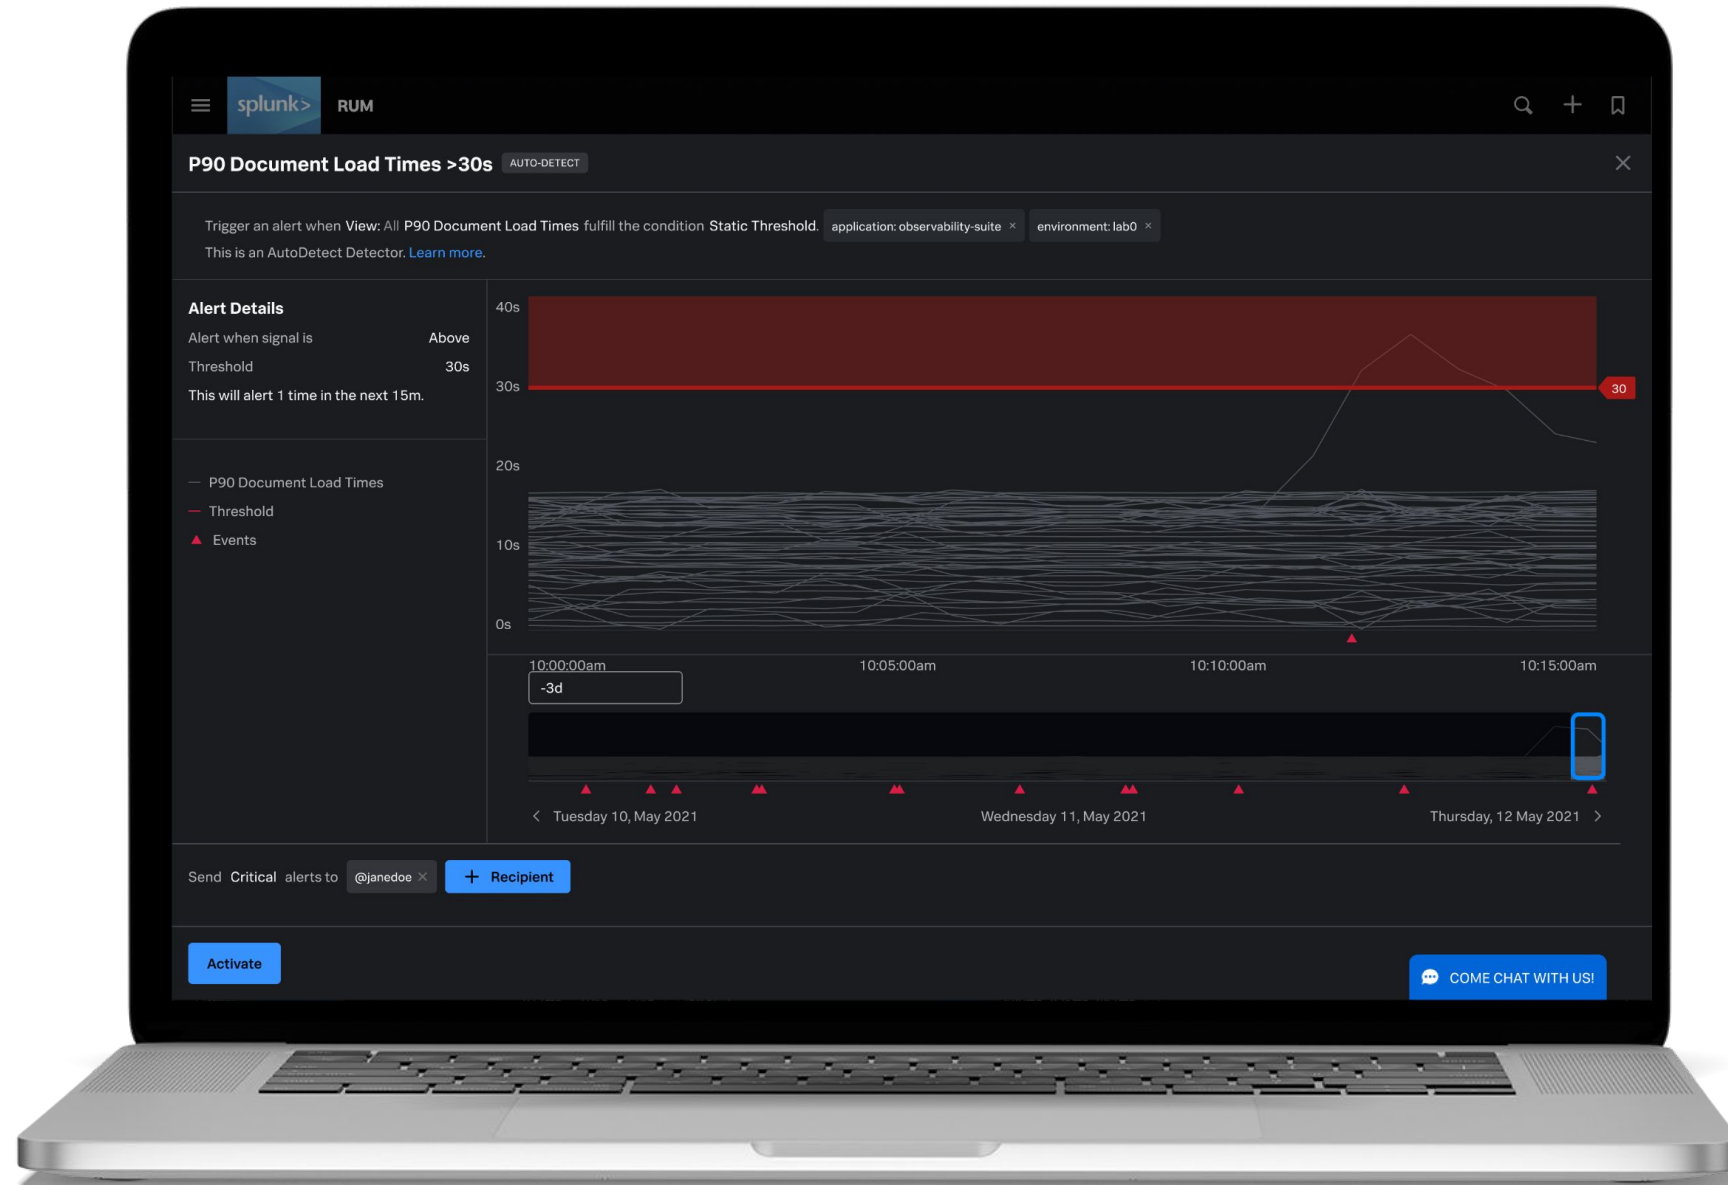 splunk> RUM
P90 Document Load Times >30s AUTO-DETECT
Trigger an alert when View: All P90 Document Load Times fulfill the condition Static Threshold. application: observability-suite × environment: lab0 ×
This is an AutoDetect Detector. Learn more.
Alert Details
Alert when signal is Above
Threshold 30s
This will alert 1 time in the next 15m.
P90 Document Load Times
Threshold
Events
40s
30s
30
20s
10s
0s
10:00:00am 10:05:00am 10:10:00am 10:15:00am
-3d
< Tuesday 10, May 2021 Wednesday 11, May 2021 Thursday, 12 May 2021 >
Send Critical alerts to @janedoe × + Recipient
Activate
COME CHAT WITH US!